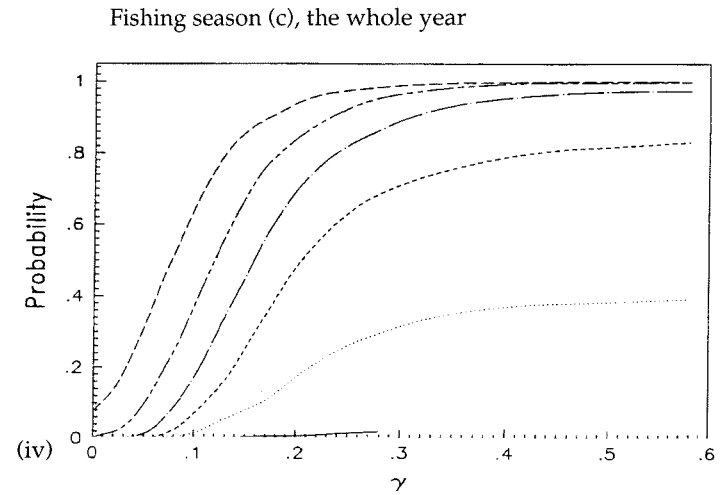 Fishing season (c), the whole year
1
.8
.6
.4
.2
0
Probability
(iv)
0 .1 .2 .3 .4 .5 .6
γ